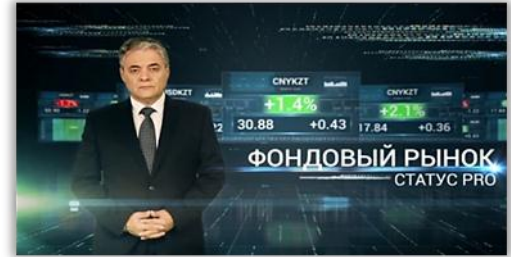 CNYKZT
+1.4%
30.88 +0.43
CNYKZT
+2.1%
17.84 +0.36
ФОНДОВЫЙ РЫНОК
СТАТУС PRO